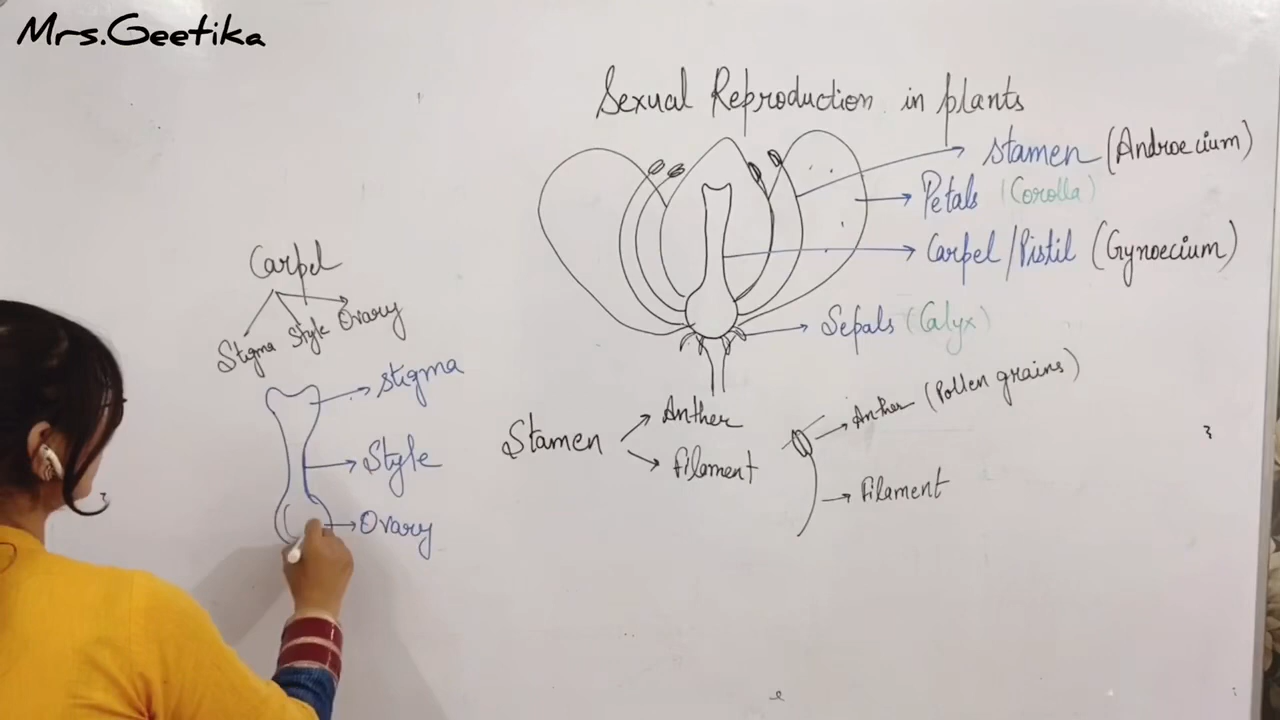 Mrs.Geetika
Sexual Reproduction in plants
Stamen (Androecium)
Petals (Corolla)
Carpel/Pistil (Gynoecium)
Sepals (Calyx)
Carpel
Stigma Style Ovary
Stigma
Style
Ovary
Stamen
Anther
Filament
Anther (Pollen grains)
Filament